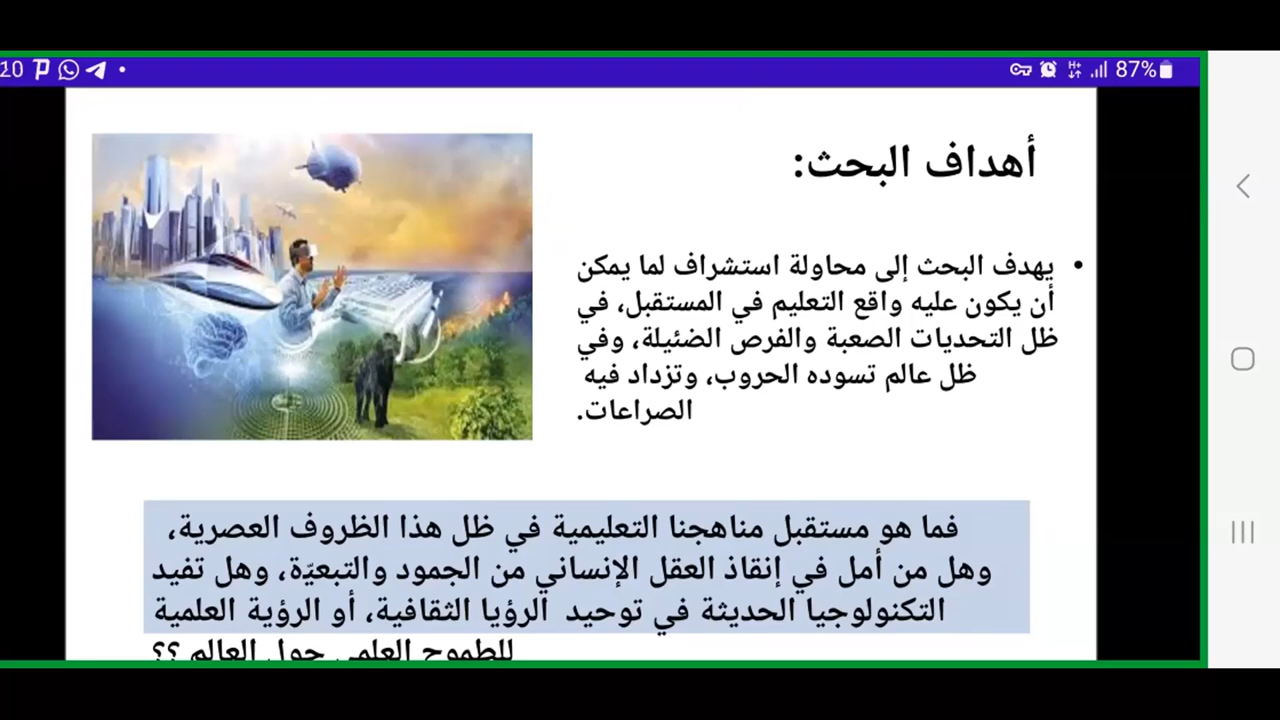 20
87%
أهداف البحث:
• يهدف البحث إلى محاولة استشراف لما يمكن
أن يكون عليه واقع التعليم في المستقبل، في
ظل التحديات الصعبة والفرص الضئيلة، وفي
ظل عالم تسوده الحروب، وتزداد فيه
الصراعات.
فما هو مستقبل مناهجنا التعليمية في ظل هذا الظروف العصرية،
وهل من أمل في إنقاذ العقل الإنساني من الجمود والتبعيّة، وهل تفيد
التكنولوجيا الحديثة في توحيد الرؤيا الثقافية، أو الرؤية العلمية
للطموح العلمي حول العالم ؟؟